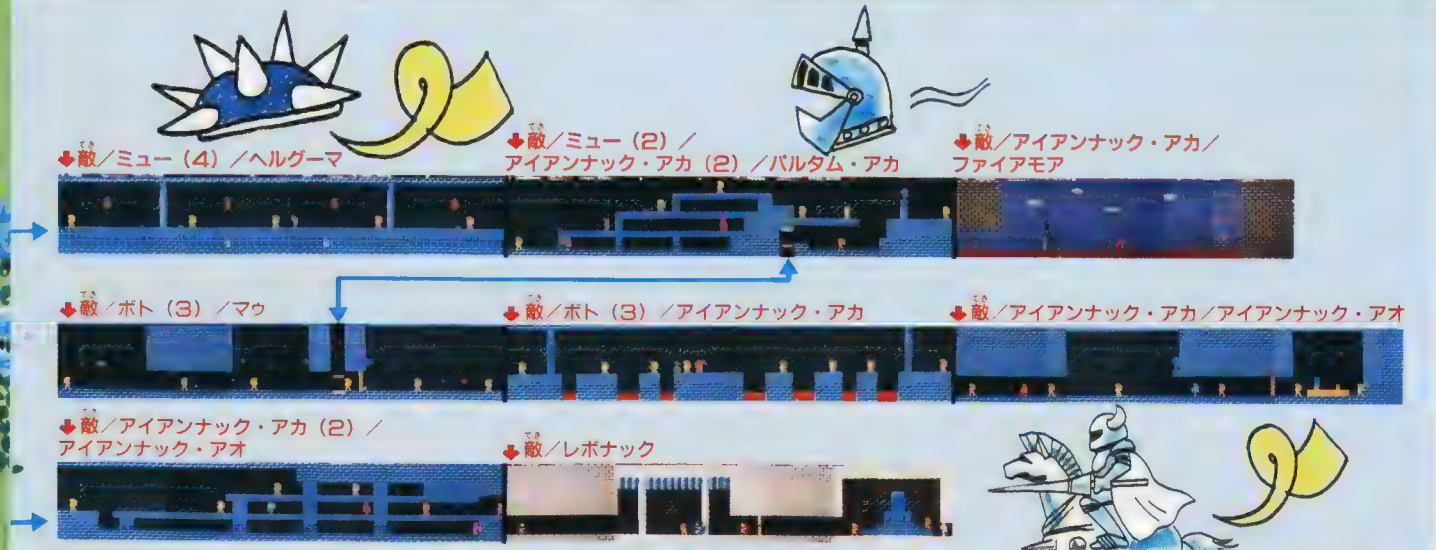 ↓敵/ミュー (4) /ヘルグーマ
↓敵/ミュー (2) /
アイアンナック・アカ (2) /バルタム・アカ
↓敵/アイアンナック・アカ/
ファイアモア
↓敵/ボト (3) /マゥ
↓敵/ボト (3) /アイアンナック・アカ
↓敵/アイアンナック・アカ/アイアンナック・アオ
↓敵/アイアンナック・アカ (2) /
アイアンナック・アオ
↓敵/レボナック